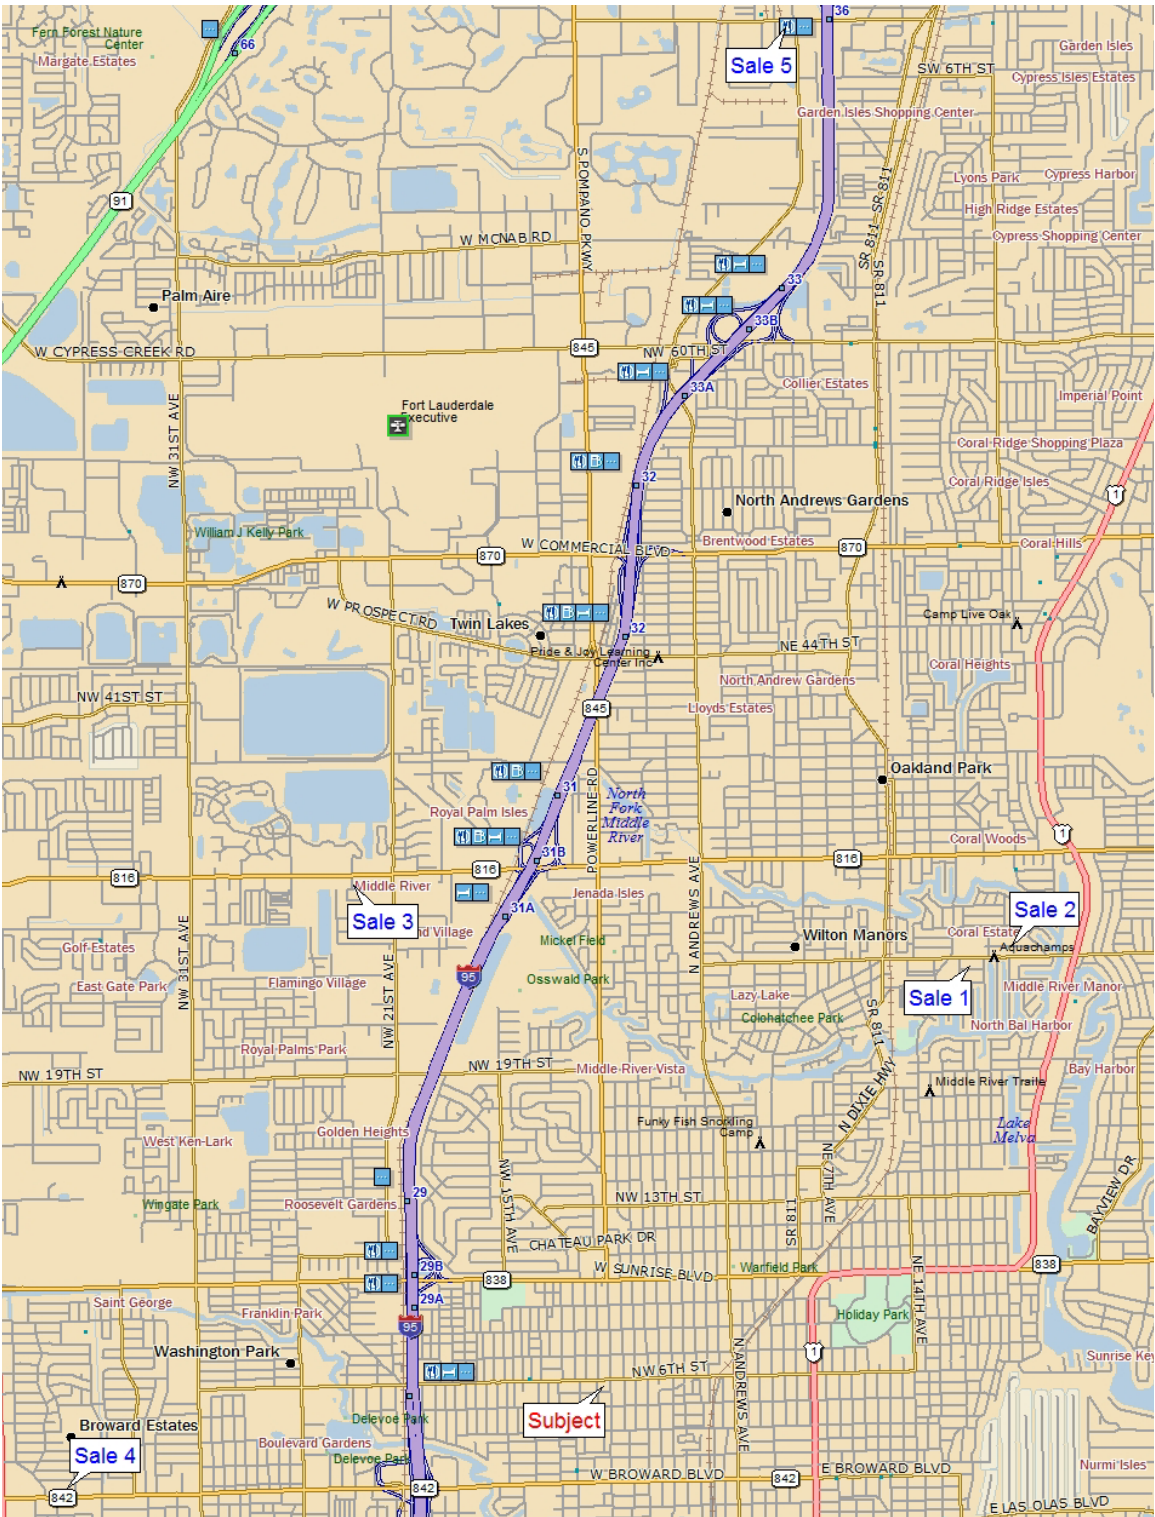 36
Fern Forest Nature
Center
66
Margate Estates
Sale 5
Garden Isles
SW 6TH ST
Cypress Isles Estates
Garden Isles Shopping Center
S POMPANO PKWY
91
SR 811
SR 811
Lyons Park
Cypress Harbor
High Ridge Estates
Cypress Shopping Center
W MCNAB RD
SR 811
33
Palm Aire
33B
W CYPRESS CREEK RD
845
NW 60TH ST
33A
Collier Estates
Imperial Point
NW 31ST AVE
Fort Lauderdale
Executive
Coral Ridge Shopping Plaza
32
Coral Ridge Isles
1
North Andrews Gardens
William J Kelly Park
W COMMERCIAL BLVD
Brentwood Estates
870
870
Coral Hills
870
W PROSPECT RD
Twin Lakes
32
Camp Live Oak
Pride & Joy Learning
Center Inc
NE 44TH ST
Coral Heights
North Andrew Gardens
NW 41ST ST
845
Lloyds Estates
Oakland Park
31
POWERLINE RD
North
Fork
Middle
River
Royal Palm Isles
1
Coral Woods
31B
816
816
816
N ANDREWS AVE
Middle River
Jenada Isles
Sale 3
31A
Sale 2
nd Village
Coral Estate
Wilton Manors
Mickel Field
Aquachamps
Golf Estates
NW 31ST AVE
NW 21ST AVE
95
Osswald Park
East Gate Park
Flamingo Village
Lazy Lake
Sale 1
Middle River Manor
SR 811
Colohatchee Park
North Bal Harbor
Royal Palms Park
NW 19TH ST
NW 19TH ST
Middle River Vista
Bay Harbor
N DIXIE HWY
Middle River Traile
Golden Heights
Funky Fish Snorkling
Camp
Lake
Melva
West Ken-Lark
NW 15TH AVE
NE 7TH AVE
BAYVIEW DR
29
Wingate Park
Roosevelt Gardens
NW 13TH ST
SR 811
CHATEAU PARK DR
29B
838
W SUNRISE BLVD
Warfield Park
NE 14TH AVE
838
29A
Saint George
Franklin Park
95
Holiday Park
Washington Park
N ANDREWS AVE
1
Sunrise Key
NW 6TH ST
Subject
Delevoe Park
Broward Estates
Boulevard Gardens
Sale 4
Delevoe Park
Nurmi Isles
W BROWARD BLVD
842
E BROWARD BLVD
842
842
E LAS OLAS BLVD